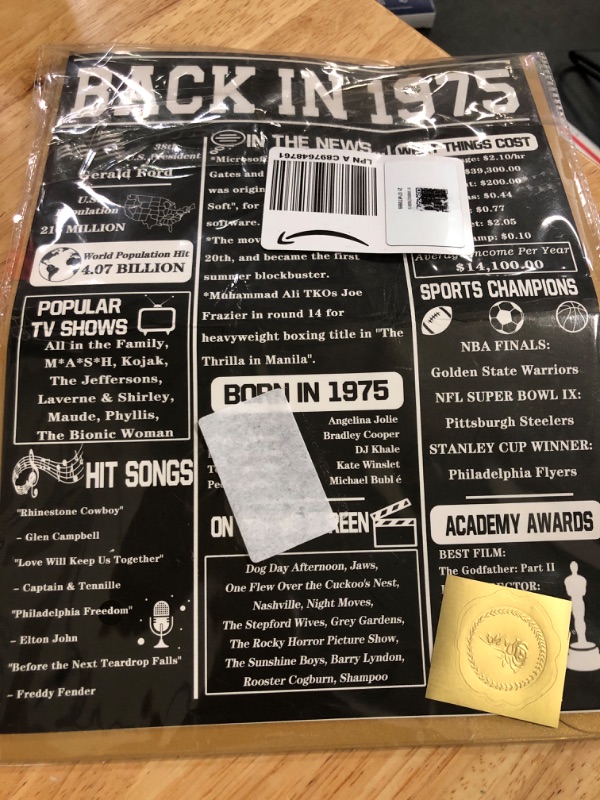 BACK IN 1975
38th
U.S. President
Gerald Ford
MILLION
World Population Hit
4.07 BILLION
POPULAR
TV SHOWS
All in the Family,
M*A*S*H, Kojak,
The Jeffersons,
Laverne & Shirley,
Maude, Phyllis,
The Bionic Woman
HIT SONGS
"Rhinestone Cowboy"
– Glen Campbell
"Love Will Keep Us Together"
– Captain & Tennille
"Philadelphia Freedom"
– Elton John
"Before the Next Teardrop Falls"
– Freddy Fender
IN THE NEWS
LPN A C897648761
Gates and
was origin
Soft", for
software.
*The mov
20th, and became the first
summer blockbuster.
*Muhammad Ali TKOs Joe
Frazier in round 14 for
heavyweight boxing title in "The
Thrilla in Manila".
BORN IN 1975
Angelina Jolie
Bradley Cooper
DJ Khale
Kate Winslet
Michael Bubl é
ON
Dog Day Afternoon, Jaws,
One Flew Over the Cuckoo's Nest,
Nashville, Night Moves,
The Stepford Wives, Grey Gardens,
The Rocky Horror Picture Show,
The Sunshine Boys, Barry Lyndon,
Rooster Cogburn, Shampoo
THINGS COST
$2.10/hr
$39,300.00
$200.00
$0.44
$0.77
$2.05
$0.10
Average Income Per Year
$14,100.00
SPORTS CHAMPIONS
NBA FINALS:
Golden State Warriors
NFL SUPER BOWL IX:
Pittsburgh Steelers
STANLEY CUP WINNER:
Philadelphia Flyers
ACADEMY AWARDS
BEST FILM:
The Godfather: Part II